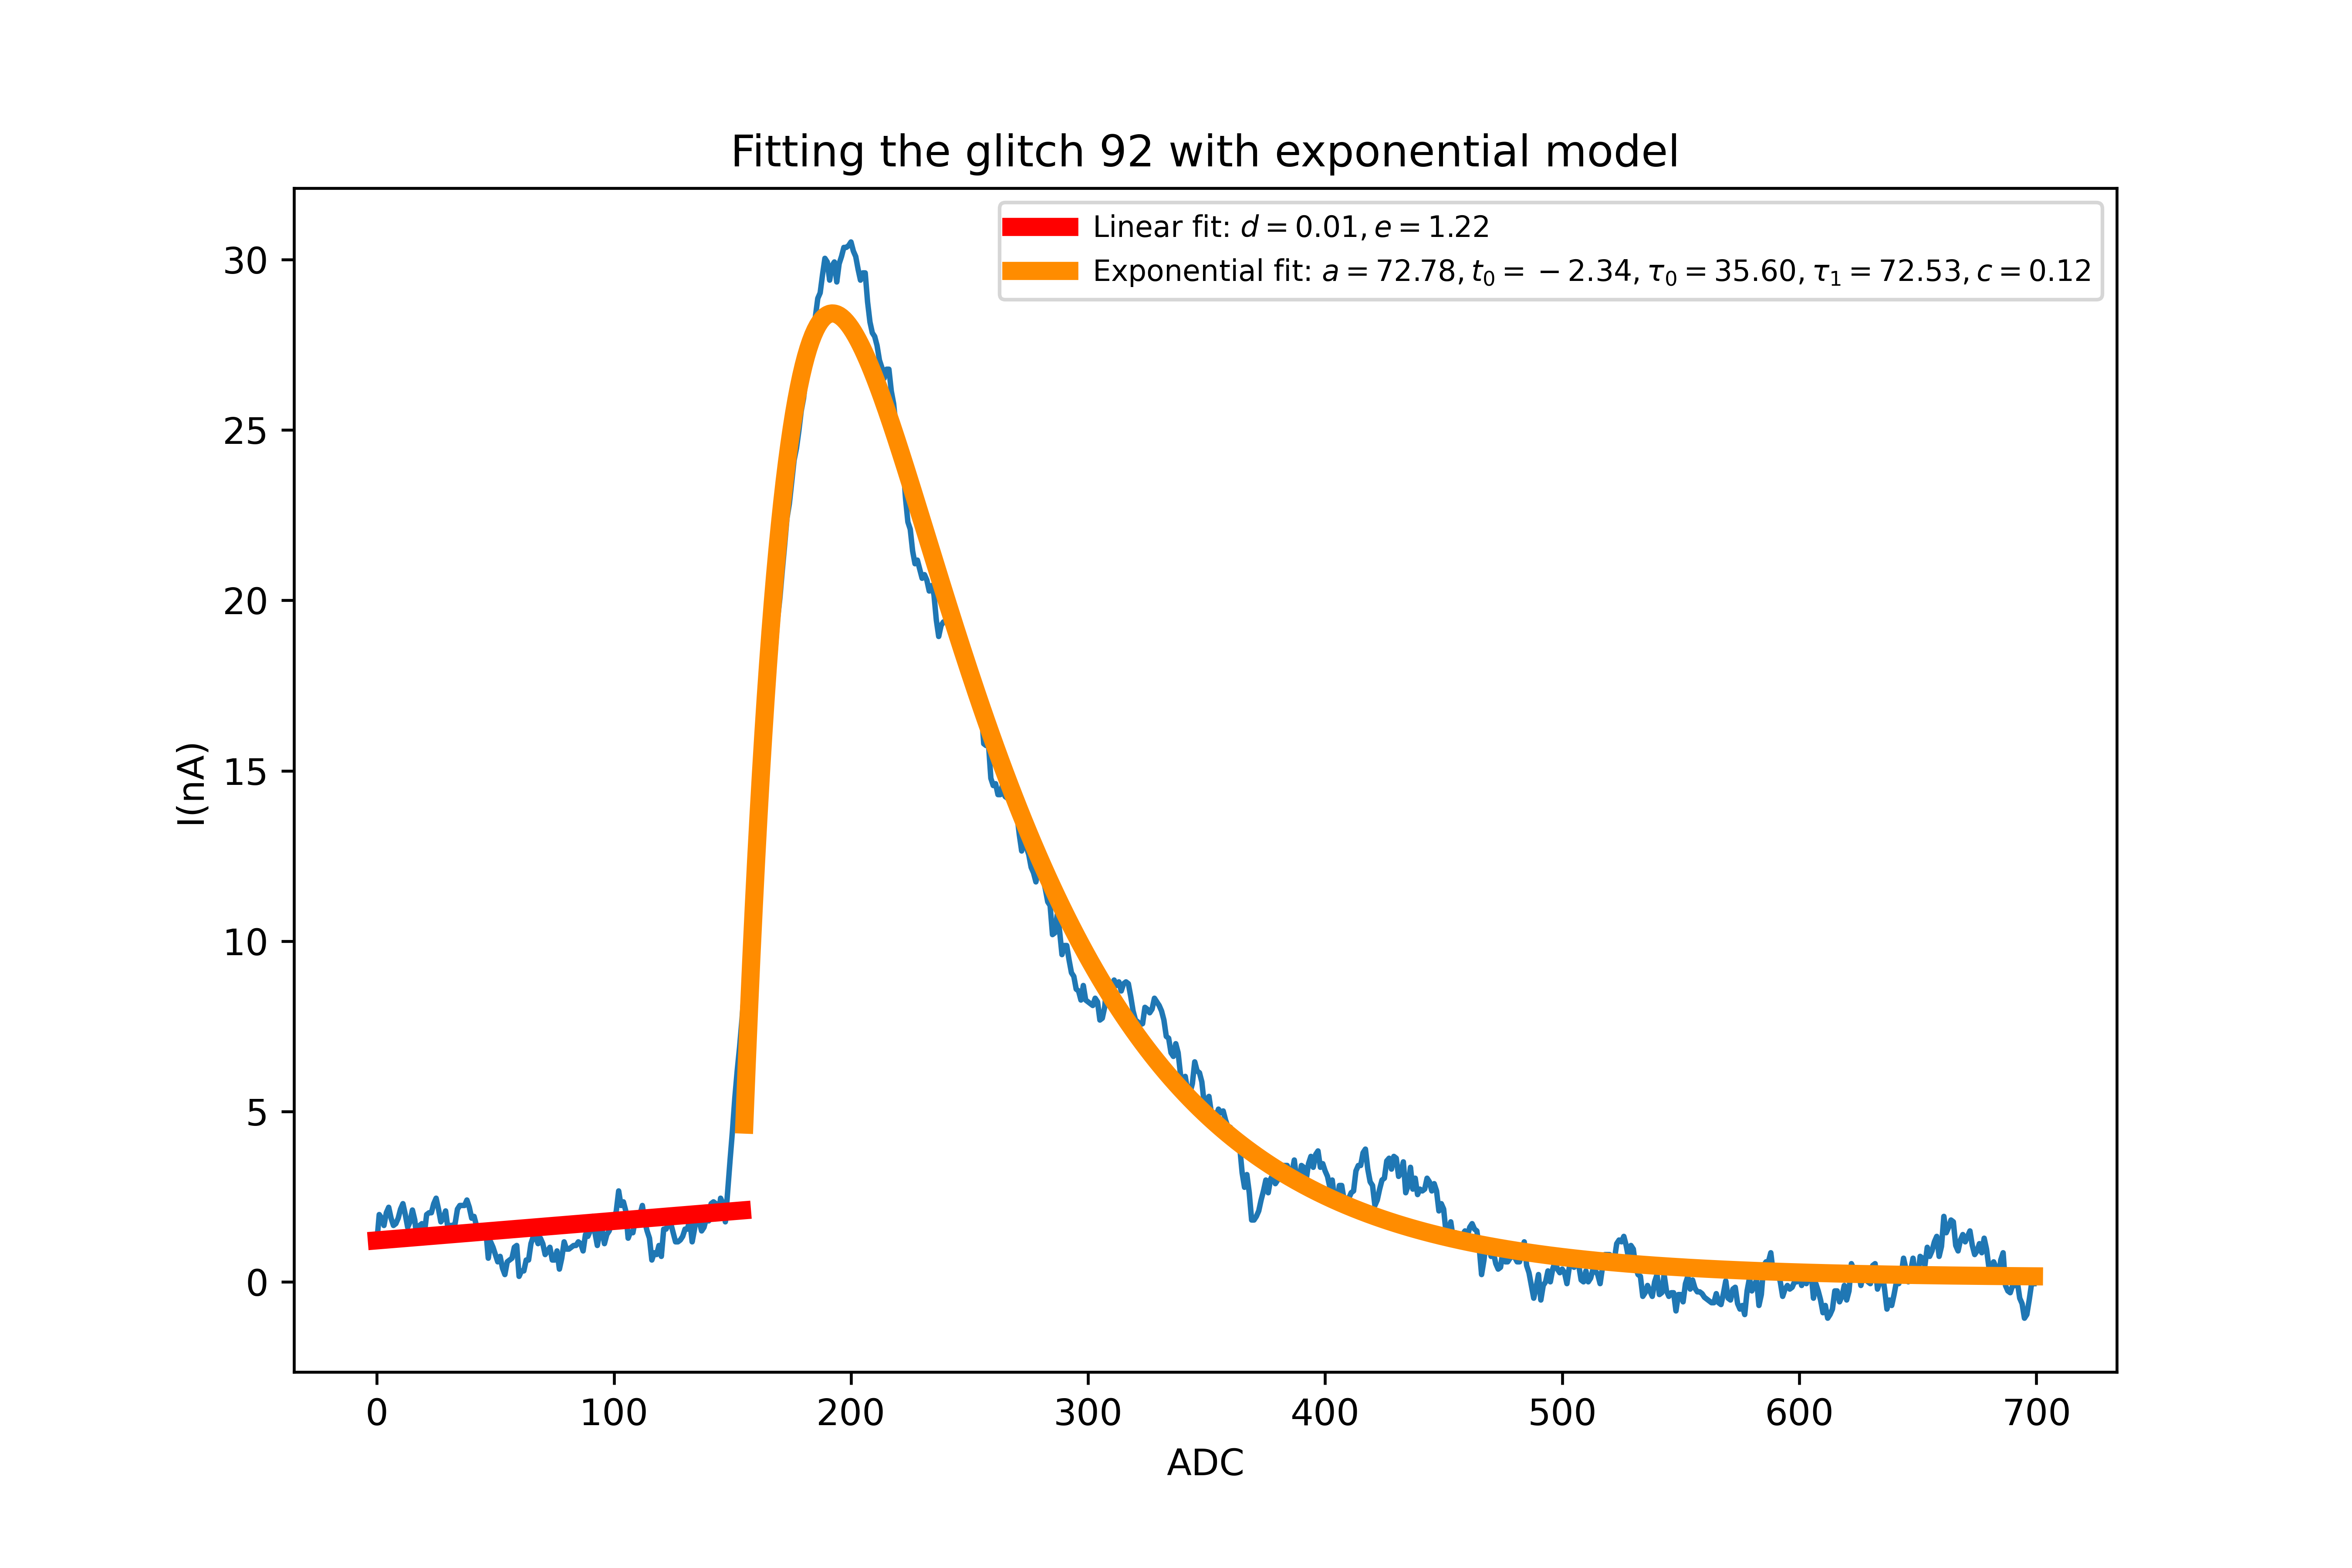 Fitting the glitch 92 with exponential model
Linear fit: d = 0.01, e = 1.22
Exponential fit: a = 72.78, t₀ = −2.34, τ₀ = 35.60, τ₁ = 72.53, c = 0.12
30
25
20
15
10
5
0
I(nA)
0 100 200 300 400 500 600 700
ADC